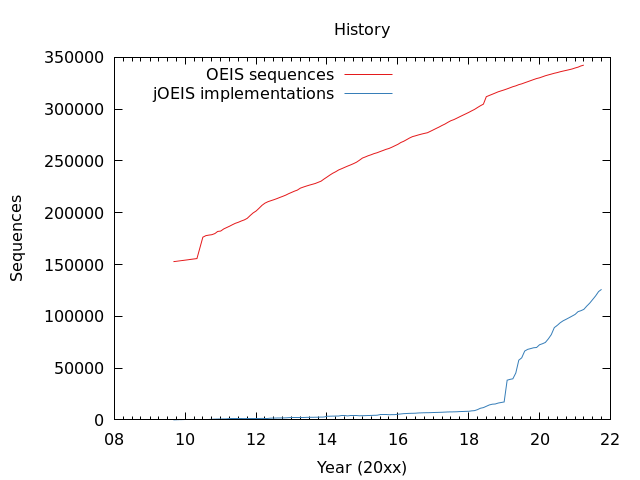 History
350000
300000
250000
200000
150000
100000
50000
0
Sequences
OEIS sequences
jOEIS implementations
08 10 12 14 16 18 20 22
Year (20xx)